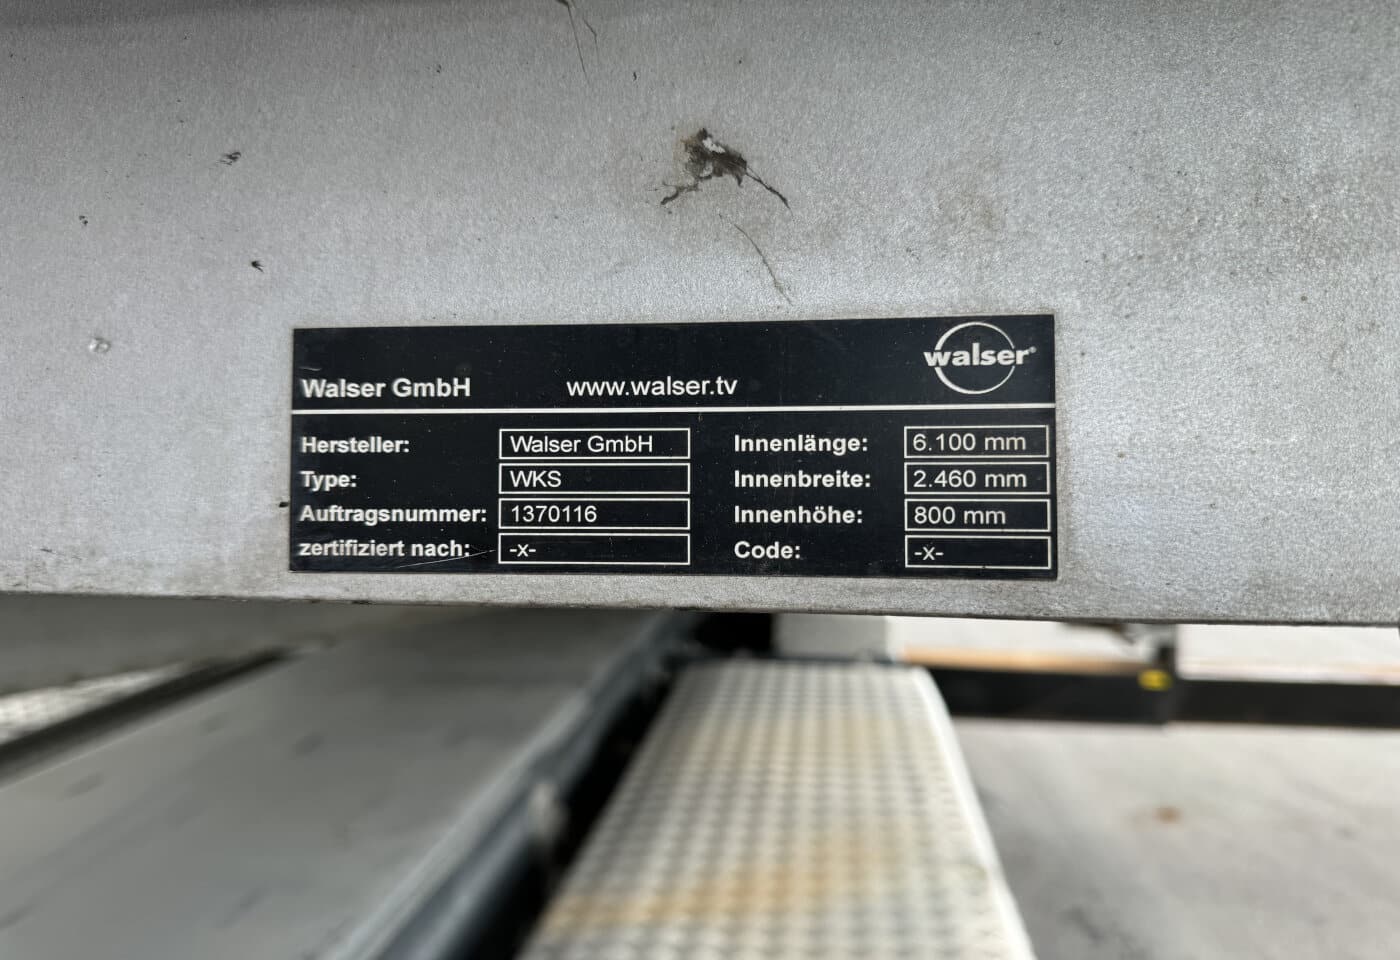 walser®
Walser GmbH www.walser.tv
Hersteller: Walser GmbH Innenlänge: 6.100 mm
Type: WKS Innenbreite: 2.460 mm
Auftragsnummer: 1370116 Innenhöhe: 800 mm
zertifiziert nach: -x- Code: -x-